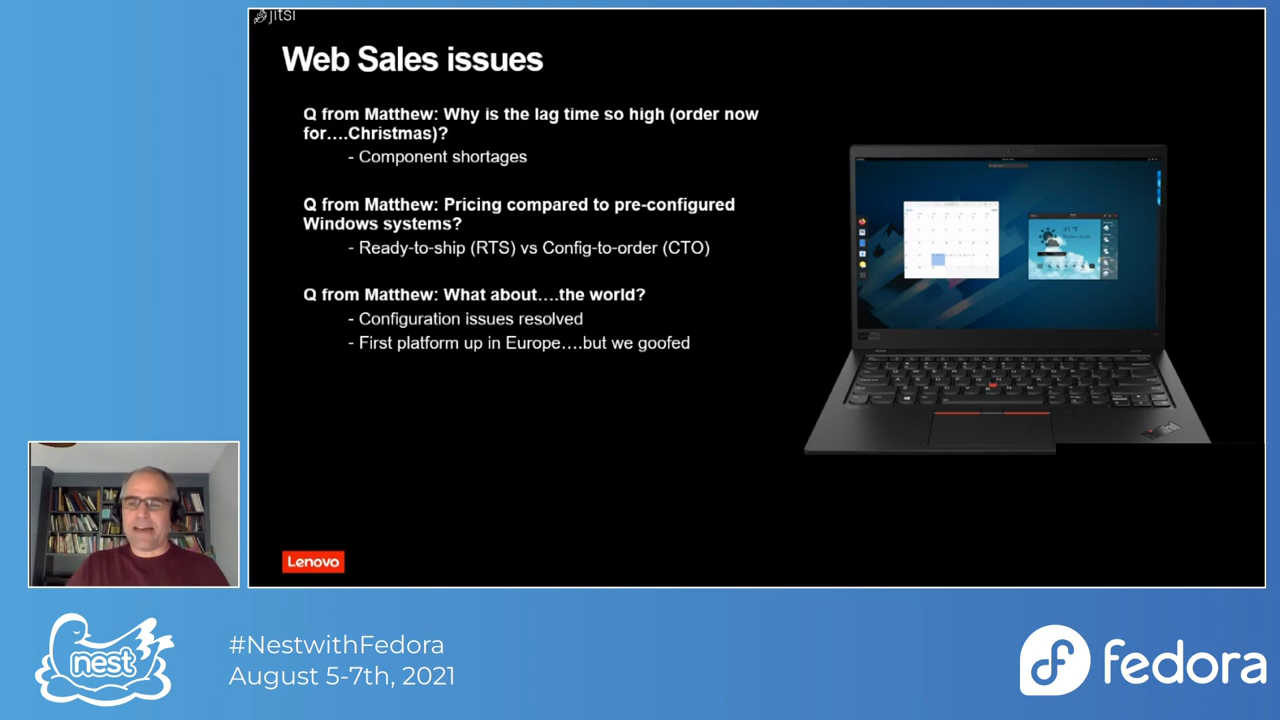 jitsi
Web Sales issues
Q from Matthew: Why is the lag time so high (order now
for....Christmas)?
- Component shortages
Q from Matthew: Pricing compared to pre-configured
Windows systems?
- Ready-to-ship (RTS) vs Config-to-order (CTO)
Q from Matthew: What about....the world?
- Configuration issues resolved
- First platform up in Europe....but we goofed
Lenovo
nest
#NestwithFedora
August 5-7th, 2021
fedora